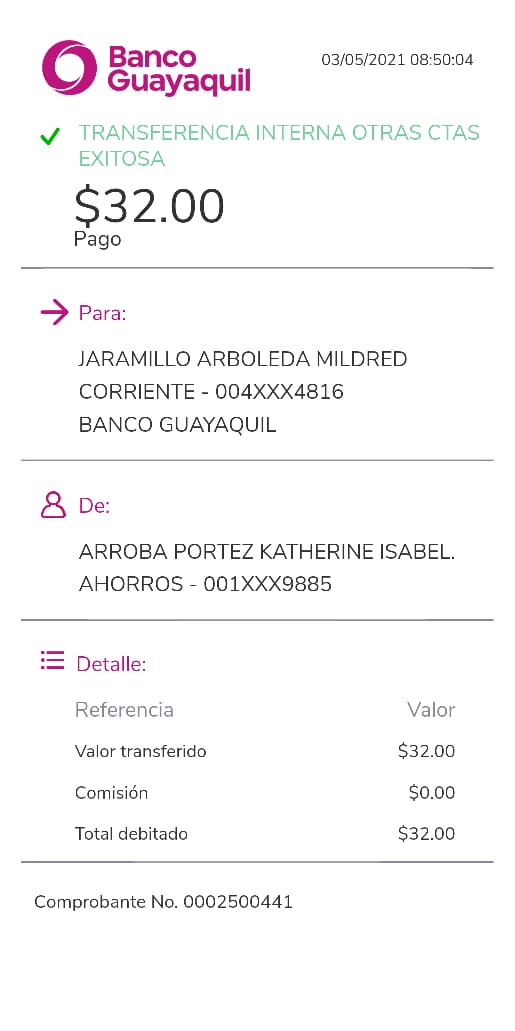 Banco
Guayaquil
03/05/2021 08:50:04
TRANSFERENCIA INTERNA OTRAS CTAS
EXITOSA
$32.00
Pago
Para:
JARAMILLO ARBOLEDA MILDRED
CORRIENTE - 004XXX4816
BANCO GUAYAQUIL
De:
ARROBA PORTEZ KATHERINE ISABEL.
AHORROS - 001XXX9885
Detalle:
Referencia Valor
Valor transferido $32.00
Comisión $0.00
Total debitado $32.00
Comprobante No. 0002500441